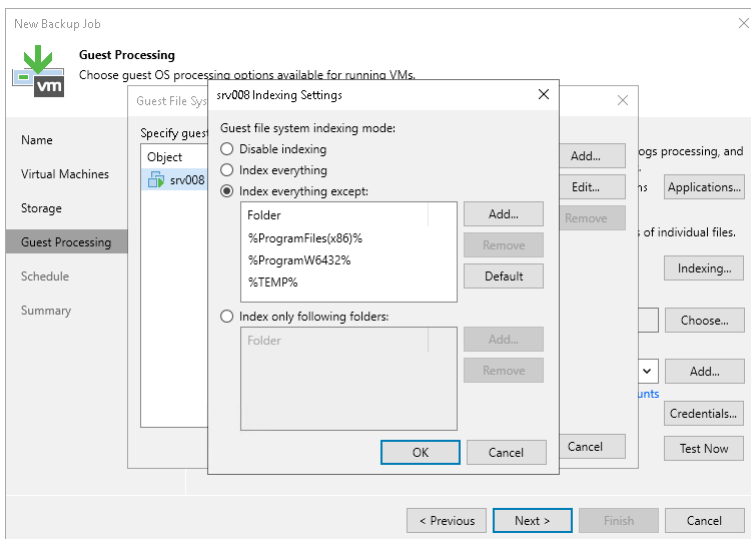 New Backup Job
vm
Guest Processing
Choose guest OS processing options available for running VMs.
Name
Virtual Machines
Storage
Guest Processing
Schedule
Summary
Guest File Sys
Specify guest
Object
srv008
Add...
Edit...
Remove
Cancel
srv008 Indexing Settings
Guest file system indexing mode:
Disable indexing
Index everything
Index everything except:
Folder
%ProgramFiles(x86)%
%ProgramW6432%
%TEMP%
Add...
Remove
Default
Index only following folders:
Folder
Add...
Remove
OK
Cancel
ogs processing, and
Applications...
of individual files.
Indexing...
Choose...
Add...
unts
Credentials...
Test Now
< Previous
Next >
Finish
Cancel